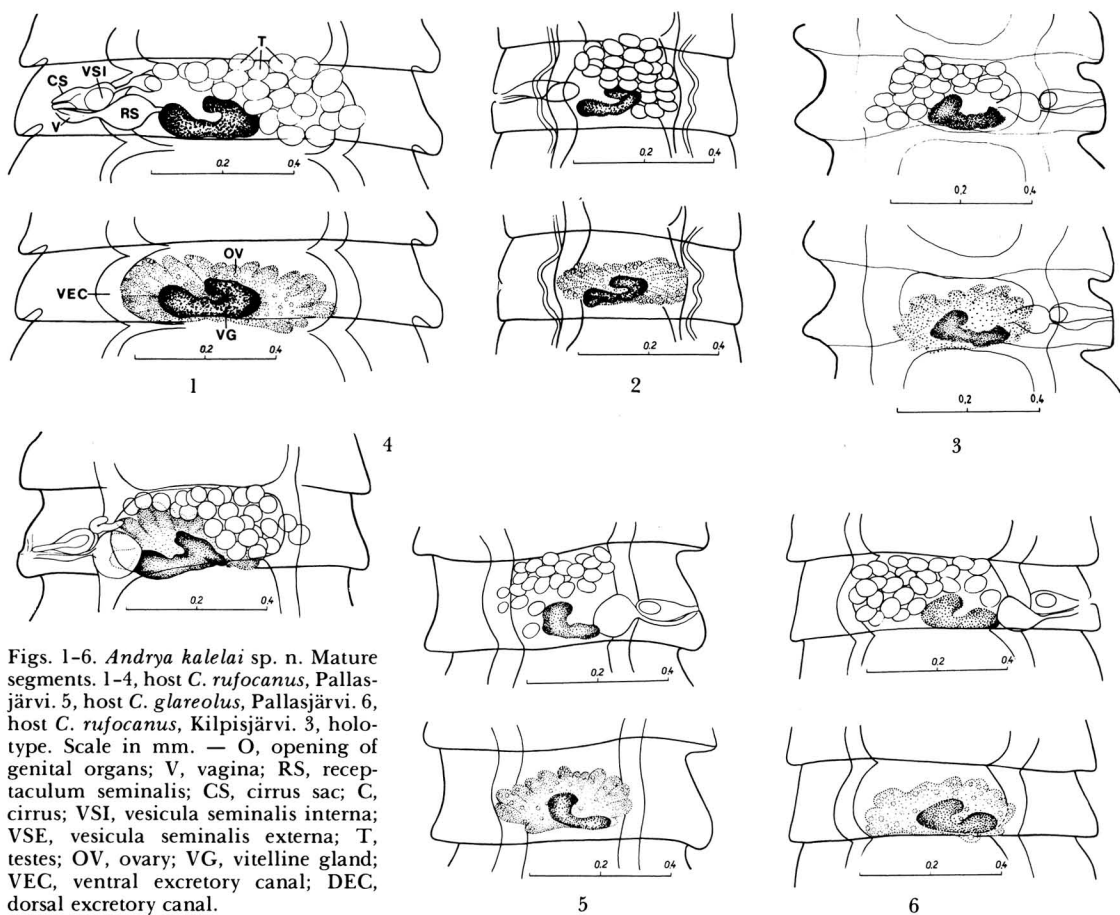 T
VSI
CS
RS
V
0.2 0.4
OV
VEC
VG
0.2 0.4
1
0.2 0.4
0.2 0.4
2
0,2 0,4
0,2 0,4
3
4
0.2 0.4
Figs. 1-6. Andrya kalelai sp. n. Mature
segments. 1-4, host C. rufocanus, Pallas-
järvi. 5, host C. glareolus, Pallasjärvi. 6,
host C. rufocanus, Kilpisjärvi. 3, holo-
type. Scale in mm. — O, opening of
genital organs; V, vagina; RS, recep-
taculum seminalis; CS, cirrus sac; C,
cirrus; VSI, vesicula seminalis interna;
VSE, vesicula seminalis externa; T,
testes; OV, ovary; VG, vitelline gland;
VEC, ventral excretory canal; DEC,
dorsal excretory canal.
0.2 0.4
0.2 0.4
5
0.2 0.4
0.2 0.4
6